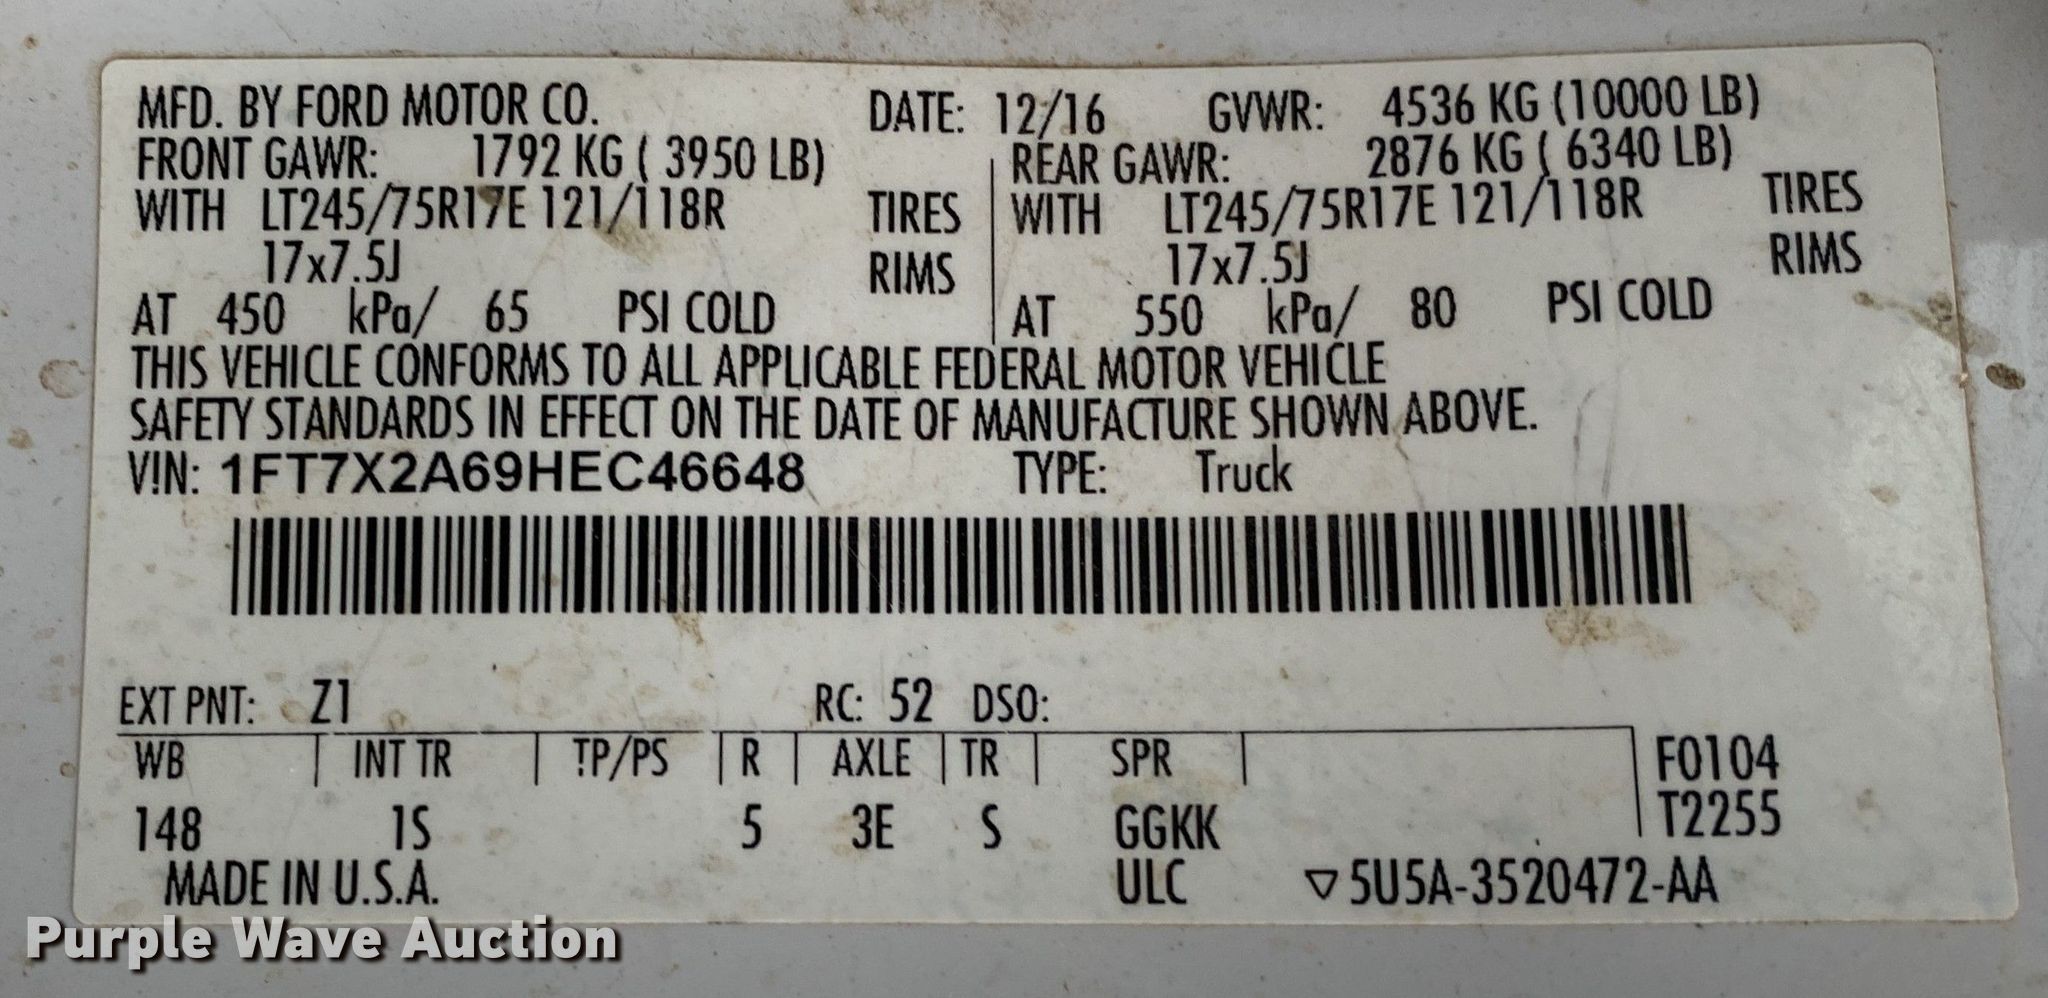 MFD. BY FORD MOTOR CO. DATE: 12/16 GVWR: 4536 KG (10000 LB)
FRONT GAWR: 1792 KG ( 3950 LB) REAR GAWR: 2876 KG ( 6340 LB)
WITH LT245/75R17E 121/118R TIRES WITH LT245/75R17E 121/118R TIRES
17x7.5J RIMS 17x7.5J RIMS
AT 450 kPa/ 65 PSI COLD AT 550 kPa/ 80 PSI COLD
THIS VEHICLE CONFORMS TO ALL APPLICABLE FEDERAL MOTOR VEHICLE
SAFETY STANDARDS IN EFFECT ON THE DATE OF MANUFACTURE SHOWN ABOVE.
VIN: 1FT7X2A69HEC46648 TYPE: Truck
EXT PNT: Z1 RC: 52 DSO:
WB INT TR TP/PS R AXLE TR SPR F0104
148 1S 5 3E S GGKK T2255
MADE IN U.S.A. ULC ▽5U5A-3520472-AA
Purple Wave Auction